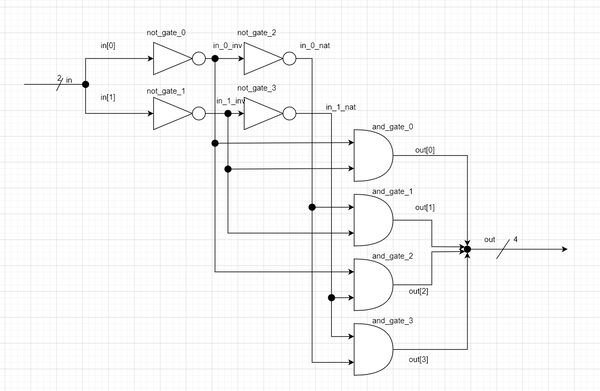 not_gate_0
not_gate_2
in[0]
in_0_inv
in_0_nat
2
in
in[1]
not_gate_1
in_1_inv
not_gate_3
in_1_nat
and_gate_0
out[0]
and_gate_1
out[1]
out
4
and_gate_2
out[2]
and_gate_3
out[3]